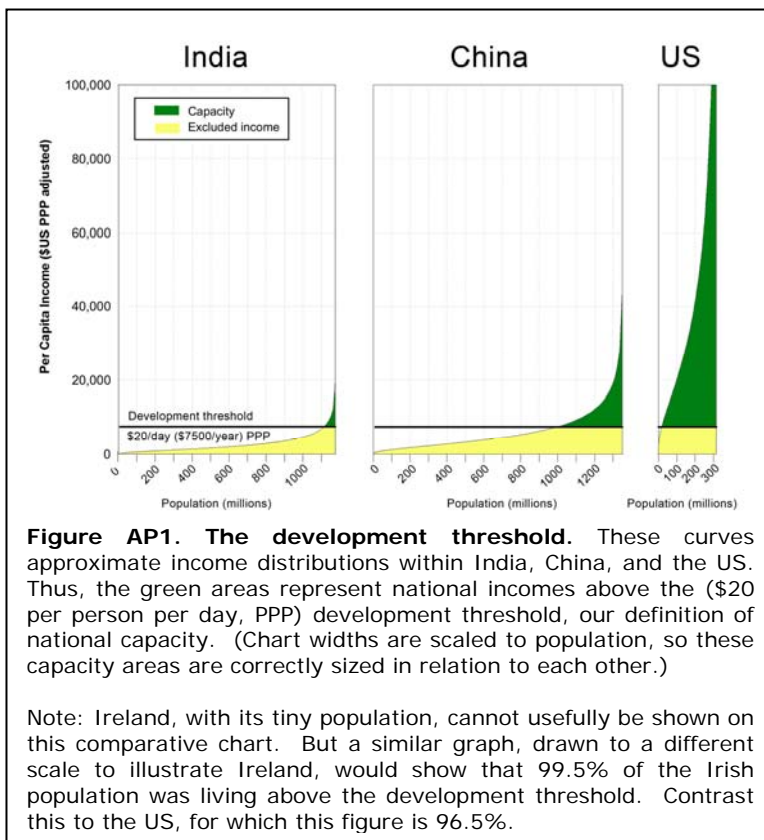 India
China
US
100,000
80,000
60,000
40,000
20,000
0
Per Capita Income ($US PPP adjusted)
Capacity
Excluded income
Development threshold
$20/day ($7500/year) PPP
0
200
400
600
800
1000
0
200
400
600
800
1000
1200
0
100
200
300
Population (millions)
Population (millions)
Population (millions)
Figure AP1. The development threshold. These curves
approximate income distributions within India, China, and the US.
Thus, the green areas represent national incomes above the ($20
per person per day, PPP) development threshold, our definition of
national capacity. (Chart widths are scaled to population, so these
capacity areas are correctly sized in relation to each other.)
Note: Ireland, with its tiny population, cannot usefully be shown on
this comparative chart. But a similar graph, drawn to a different
scale to illustrate Ireland, would show that 99.5% of the Irish
population was living above the development threshold. Contrast
this to the US, for which this figure is 96.5%.